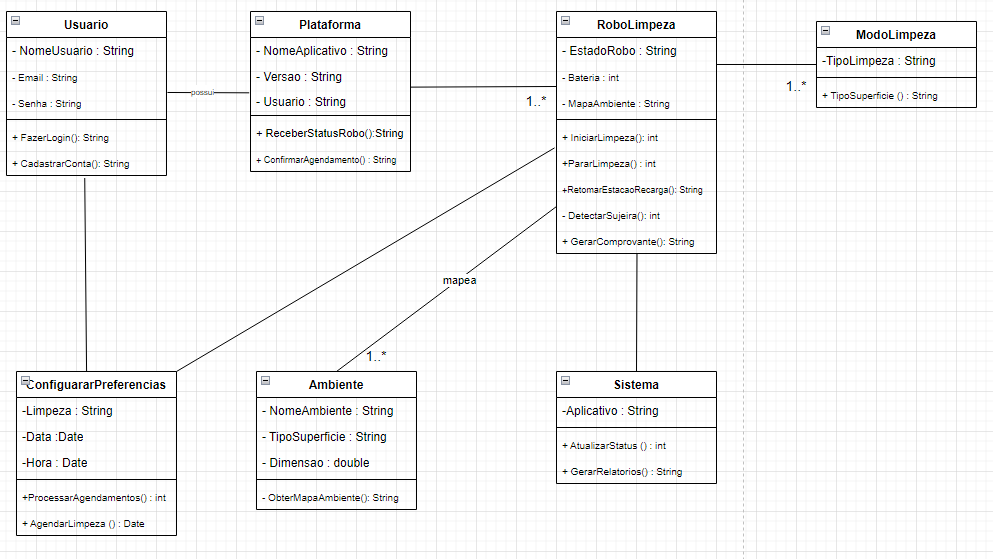 Usuario
- NomeUsuario : String
- Email : String
- Senha : String
+ FazerLogin(): String
+ CadastrarConta(): String
possui
Plataforma
- NomeAplicativo : String
- Versao : String
- Usuario : String
+ ReceberStatusRobo():String
+ ConfirmarAgendamento() : String
1..*
RoboLimpeza
- EstadoRobo : String
- Bateria : int
- MapaAmbiente : String
+ IniciarLimpeza(): int
+PararLimpeza() : int
+RetomarEstacaoRecarga(): String
- DetectarSujeira(): int
+ GerarComprovante(): String
1..*
ModoLimpeza
-TipoLimpeza : String
+ TipoSuperficie () : String
mapea
1..*
ConfiguararPreferencias
-Limpeza : String
-Data :Date
-Hora : Date
+ProcessarAgendamentos() : int
+ AgendarLimpeza () : Date
Ambiente
- NomeAmbiente : String
- TipoSuperficie : String
- Dimensao : double
- ObterMapaAmbiente(): String
Sistema
-Aplicativo : String
+ AtualizarStatus () : int
+ GerarRelatorios() : String